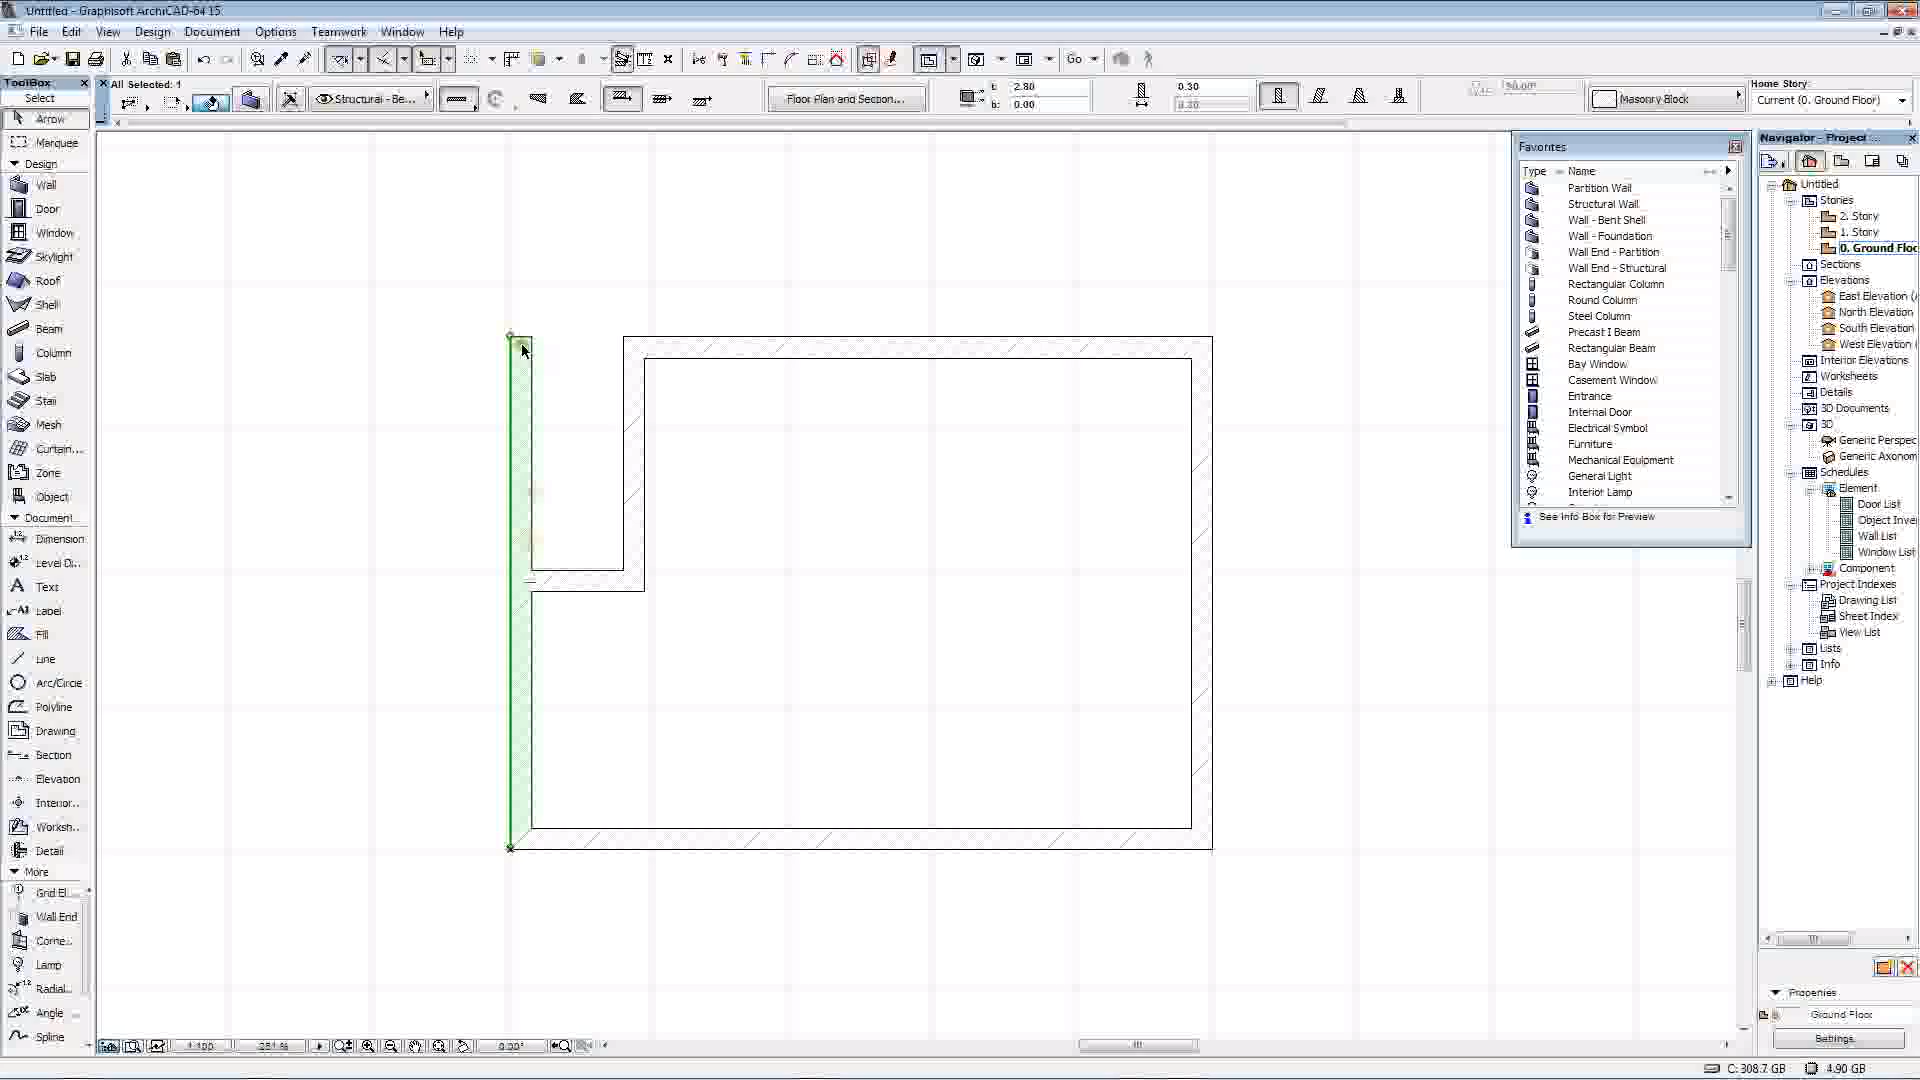 Untitled - Graphisoft ArchiCAD-64 15
File Edit View Design Document Options Teamwork Window Help
Go
ToolBox
Select
Arrow
Marquee
Design
Wall
Door
Window
Skylight
Roof
Shell
Beam
Column
Slab
Stair
Mesh
Curtain...
Zone
Object
Document
Dimension
Level Di...
Text
Label
Fill
Line
Arc/Circle
Polyline
Drawing
Section
Elevation
Interior...
Worksh...
Detail
More
Grid El...
Wall End
Corne...
Lamp
Radial...
Angle
Spline
All Selected: 1
Structural - Be...
Floor Plan and Section...
t: 2.80
b: 0.00
0.30
Masonry Block
Home Story:
Current (0. Ground Floor)
Favorites
Type Name
Partition Wall
Structural Wall
Wall - Bent Shell
Wall - Foundation
Wall End - Partition
Wall End - Structural
Rectangular Column
Round Column
Steel Column
Precast I Beam
Rectangular Beam
Bay Window
Casement Window
Entrance
Internal Door
Electrical Symbol
Furniture
Mechanical Equipment
General Light
Interior Lamp
See Info Box for Preview
Navigator - Project ...
Untitled
Stories
2. Story
1. Story
0. Ground Floo
Sections
Elevations
East Elevation (
North Elevation
South Elevation
West Elevation (
Interior Elevations
Worksheets
Details
3D Documents
3D
Generic Perspec
Generic Axonom
Schedules
Element
Door List
Object Inve
Wall List
Window List
Component
Project Indexes
Drawing List
Sheet Index
View List
Lists
Info
Help
Properties
Ground Floor
Settings...
1:100 251 % 0.00°
C: 308.7 GB 4.90 GB